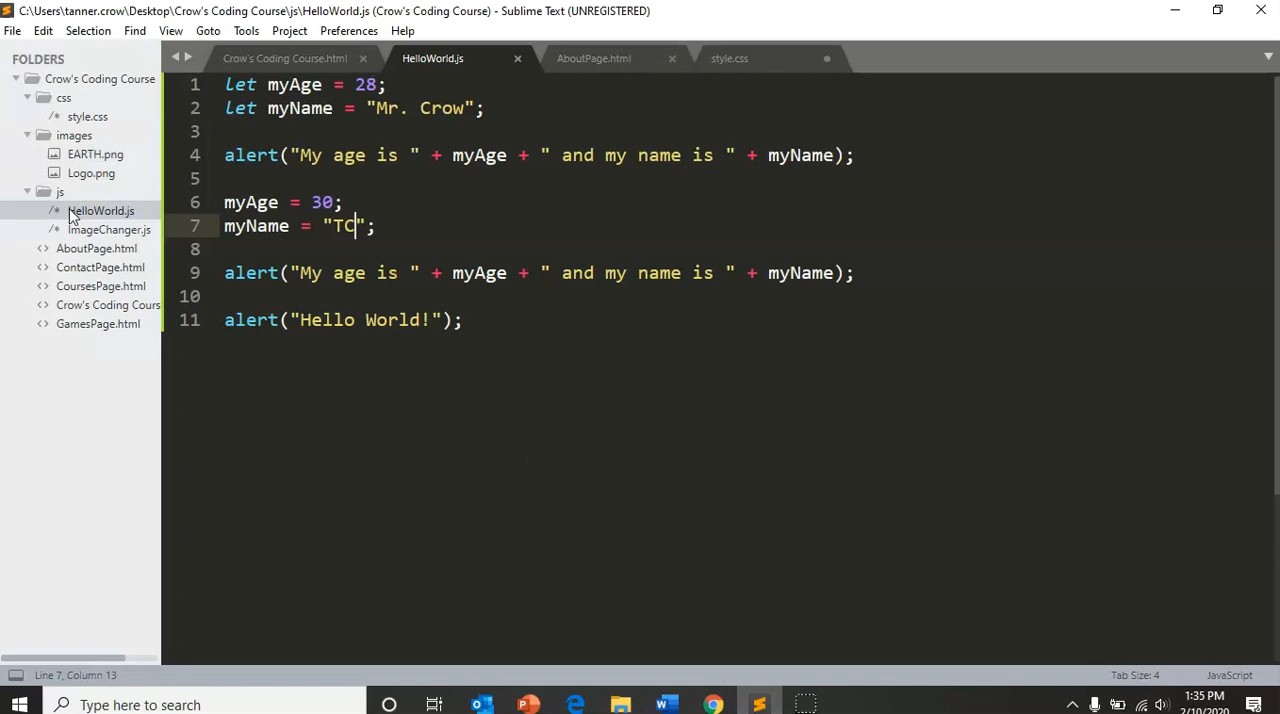 C:\Users\tanner.crow\Desktop\Crow's Coding Course\js\HelloWorld.js (Crow's Coding Course) - Sublime Text (UNREGISTERED)
File Edit Selection Find View Goto Tools Project Preferences Help
FOLDERS
Crow's Coding Course
css
style.css
images
EARTH.png
Logo.png
js
HelloWorld.js
ImageChanger.js
AboutPage.html
ContactPage.html
CoursesPage.html
Crow's Coding Cours
GamesPage.html
Crow's Coding Course.html HelloWorld.js AboutPage.html style.css
1 let myAge = 28;
2 let myName = "Mr. Crow";
3
4 alert("My age is " + myAge + " and my name is " + myName);
5
6 myAge = 30;
7 myName = "TC";
8
9 alert("My age is " + myAge + " and my name is " + myName);
10
11 alert("Hello World!");
Line 7, Column 13 Tab Size: 4 JavaScript
Type here to search
1:35 PM
2/10/2020